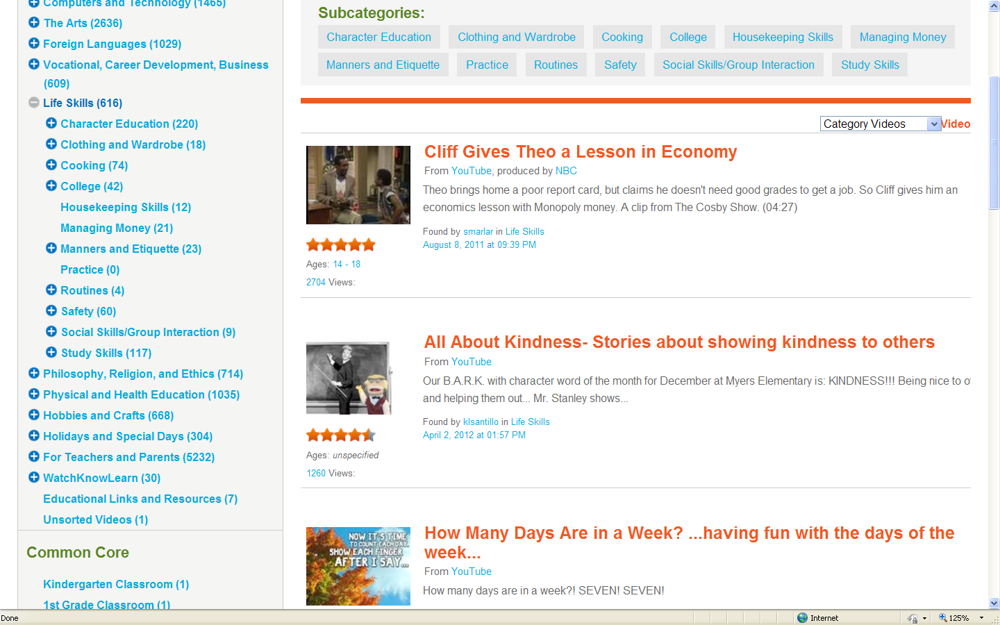 Computers and Technology (1465)
The Arts (2636)
Foreign Languages (1029)
Vocational, Career Development, Business
(609)
Life Skills (616)
Character Education (220)
Clothing and Wardrobe (18)
Cooking (74)
College (42)
Housekeeping Skills (12)
Managing Money (21)
Manners and Etiquette (23)
Practice (0)
Routines (4)
Safety (60)
Social Skills/Group Interaction (9)
Study Skills (117)
Philosophy, Religion, and Ethics (714)
Physical and Health Education (1035)
Hobbies and Crafts (668)
Holidays and Special Days (304)
For Teachers and Parents (5232)
WatchKnowLearn (30)
Educational Links and Resources (7)
Unsorted Videos (1)
Common Core
Kindergarten Classroom (1)
1st Grade Classroom (1)
Subcategories:
Character Education Clothing and Wardrobe Cooking College Housekeeping Skills Managing Money
Manners and Etiquette Practice Routines Safety Social Skills/Group Interaction Study Skills
Category Videos Video
Cliff Gives Theo a Lesson in Economy
From YouTube, produced by NBC
Theo brings home a poor report card, but claims he doesn't need good grades to get a job. So Cliff gives him an
economics lesson with Monopoly money. A clip from The Cosby Show. (04:27)
Found by smarlar in Life Skills
August 8, 2011 at 09:39 PM
Ages: 14 - 18
2704 Views:
All About Kindness- Stories about showing kindness to others
From YouTube
Our B.A.R.K. with character word of the month for December at Myers Elementary is: KINDNESS!!! Being nice to
and helping them out... Mr. Stanley shows...
Found by klsantillo in Life Skills
April 2, 2012 at 01:57 PM
Ages: unspecified
1260 Views:
NOW IT'S TIME
TO COUNT EACH DAY
SHOW EACH FINGER
AFTER I SAY...
How Many Days Are in a Week? ...having fun with the days of the
week...
From YouTube
How many days are in a week?! SEVEN! SEVEN!
Done
Internet
125%